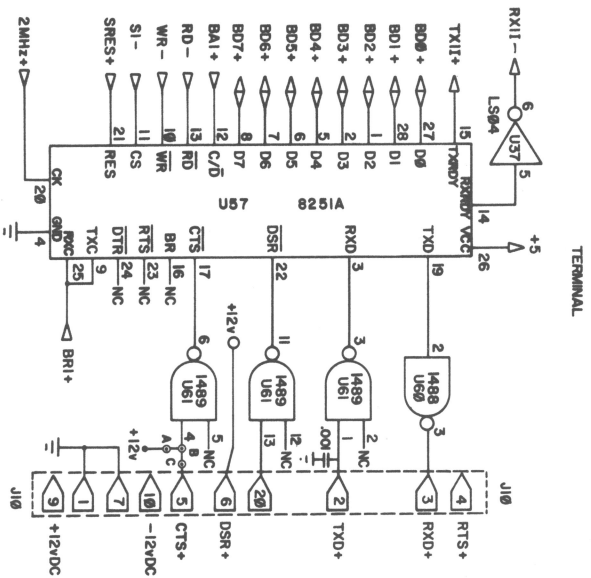 TERMINAL
RXII-
6
LSØ4
U37
5
14
+5
26
TXII+
15
TXRDY
RXRDY
VCC
BDØ+
27
DØ
BD1+
28
D1
BD2+
1
D2
BD3+
2
D3
BD4+
5
D4
BD5+
6
D5
BD6+
7
D6
BD7+
8
D7
BA1+
12
C/D
RD-
13
RD
WR-
10
WR
S1-
11
CS
SRES+
21
RES
2MHz+
20
CK
U57
8251A
TXD
19
RXD
3
DSR
22
CTS
17
BR
16
NC
RTS
23
NC
DTR
24
NC
TXC
9
RXC
25
GND
4
BR1+
2
1488
U6Ø
3
3
1489
U61
2
NC
1
.001
11
1489
U61
12
NC
13
+12v
6
1489
U61
5
NC
4
B
A
C
+12v
J1Ø
4
RTS+
3
RXD+
2
TXD+
20
6
DSR+
5
CTS+
10
-12vDC
7
1
9
+12vDC
J1Ø